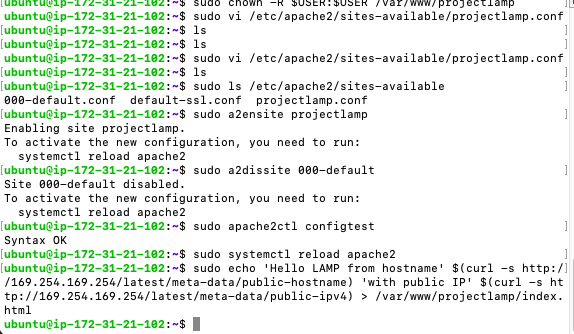 [ubuntu@ip-172-31-21-102:~$ sudo chown -R $USER:$USER /var/www/projectlamp ]
[ubuntu@ip-172-31-21-102:~$ sudo vi /etc/apache2/sites-available/projectlamp.conf]
[ubuntu@ip-172-31-21-102:~$ ls ]
[ubuntu@ip-172-31-21-102:~$ ls ]
[ubuntu@ip-172-31-21-102:~$ sudo vi /etc/apache2/sites-available/projectlamp.conf]
[ubuntu@ip-172-31-21-102:~$ ls ]
[ubuntu@ip-172-31-21-102:~$ sudo ls /etc/apache2/sites-available ]
000-default.conf  default-ssl.conf  projectlamp.conf
[ubuntu@ip-172-31-21-102:~$ sudo a2ensite projectlamp ]
Enabling site projectlamp.
To activate the new configuration, you need to run:
  systemctl reload apache2
[ubuntu@ip-172-31-21-102:~$ sudo a2dissite 000-default ]
Site 000-default disabled.
To activate the new configuration, you need to run:
  systemctl reload apache2
[ubuntu@ip-172-31-21-102:~$ sudo apache2ctl configtest ]
Syntax OK
[ubuntu@ip-172-31-21-102:~$ sudo systemctl reload apache2 ]
[ubuntu@ip-172-31-21-102:~$ sudo echo 'Hello LAMP from hostname' $(curl -s http:/]
/169.254.169.254/latest/meta-data/public-hostname) 'with public IP' $(curl -s ht
tp://169.254.169.254/latest/meta-data/public-ipv4) > /var/www/projectlamp/index.
html
ubuntu@ip-172-31-21-102:~$